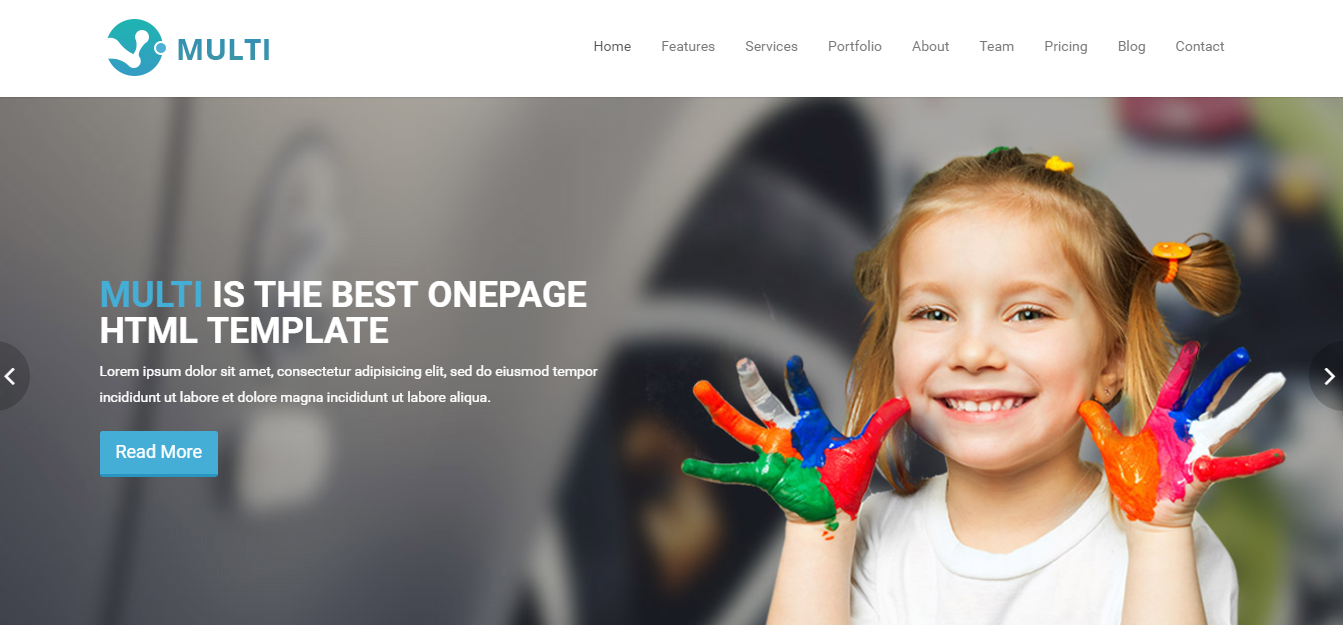 MULTI
Home Features Services Portfolio About Team Pricing Blog Contact
MULTI IS THE BEST ONEPAGE
HTML TEMPLATE
Lorem ipsum dolor sit amet, consectetur adipisicing elit, sed do eiusmod tempor
incididunt ut labore et dolore magna incididunt ut labore aliqua.
Read More